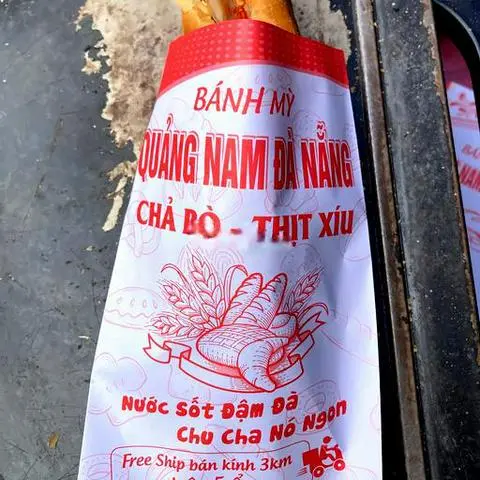 BÁNH MỲ
QUẢNG NAM ĐÀ NẴNG
CHẢ BÒ - THỊT XÍU
Nước Sốt Đậm Đà
Chu Cha Nó Ngon
Free Ship bán kính 3km